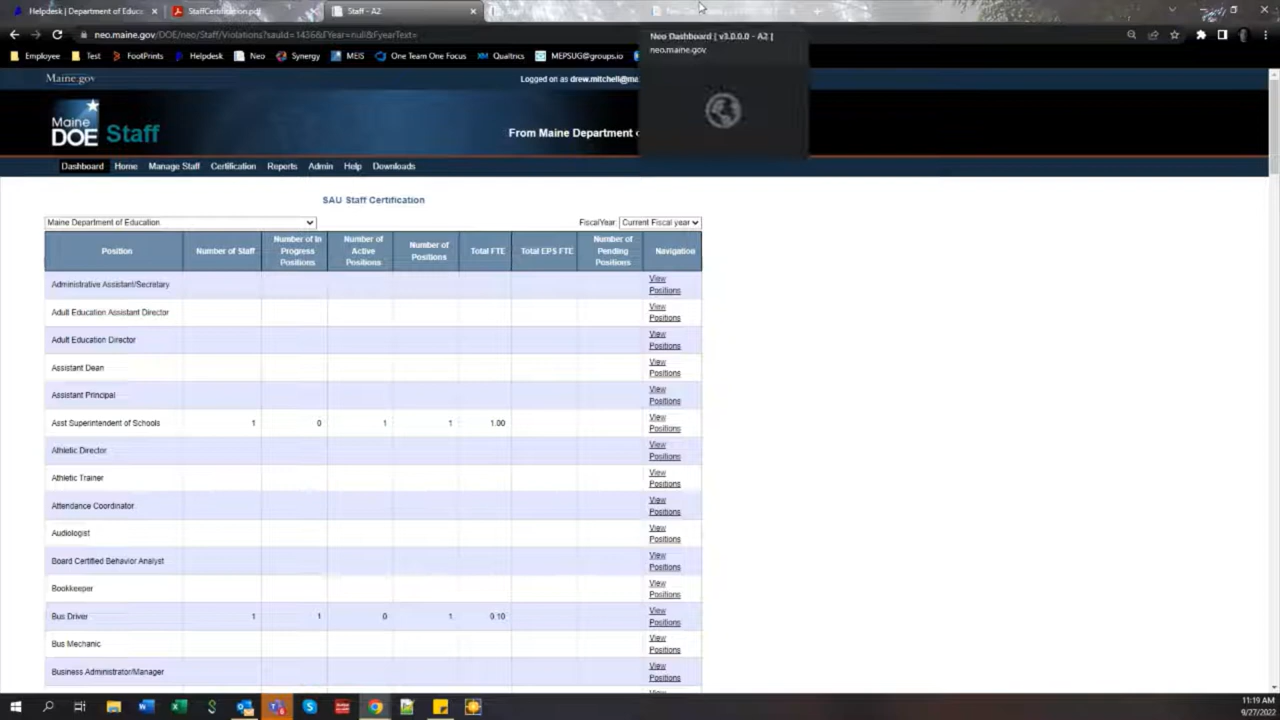 Helpdesk | Department of Educ
StaffCertification.pdf
Staff - A2
neo.maine.gov/DOE/neo/Staff/Violations?sauId=1436&FYear=null&FyearText=
Neo Dashboard [ v3.0.0.0 - A2 ]
neo.maine.gov
Employee
Test
FootPrints
Helpdesk
Neo
Synergy
MEIS
One Team One Focus
Qualtrics
MEPSUG@groups.io
Maine.gov
Logged on as drew.mitchell@ma
Maine
DOE Staff
From Maine Department o
Dashboard Home Manage Staff Certification Reports Admin Help Downloads
SAU Staff Certification
Maine Department of Education
FiscalYear: Current Fiscal year
Position Number of Staff Number of In Progress Positions Number of Active Positions Number of Positions Total FTE Total EPS FTE Number of Pending Positions Navigation
Administrative Assistant/Secretary View Positions
Adult Education Assistant Director View Positions
Adult Education Director View Positions
Assistant Dean View Positions
Assistant Principal View Positions
Asst Superintendent of Schools 1 0 1 1 1.00 View Positions
Athletic Director View Positions
Athletic Trainer View Positions
Attendance Coordinator View Positions
Audiologist View Positions
Board Certified Behavior Analyst View Positions
Bookkeeper View Positions
Bus Driver 1 1 0 1 0.10 View Positions
Bus Mechanic View Positions
Business Administrator/Manager View Positions
View
11:19 AM
9/27/2022